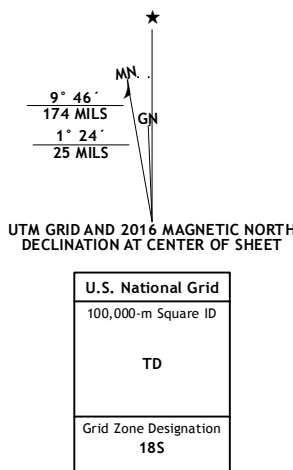 ★
MN
GN
9° 46´
174 MILS
1° 24´
25 MILS
UTM GRID AND 2016 MAGNETIC NORTH
DECLINATION AT CENTER OF SHEET
U.S. National Grid
100,000-m Square ID
TD
Grid Zone Designation
18S